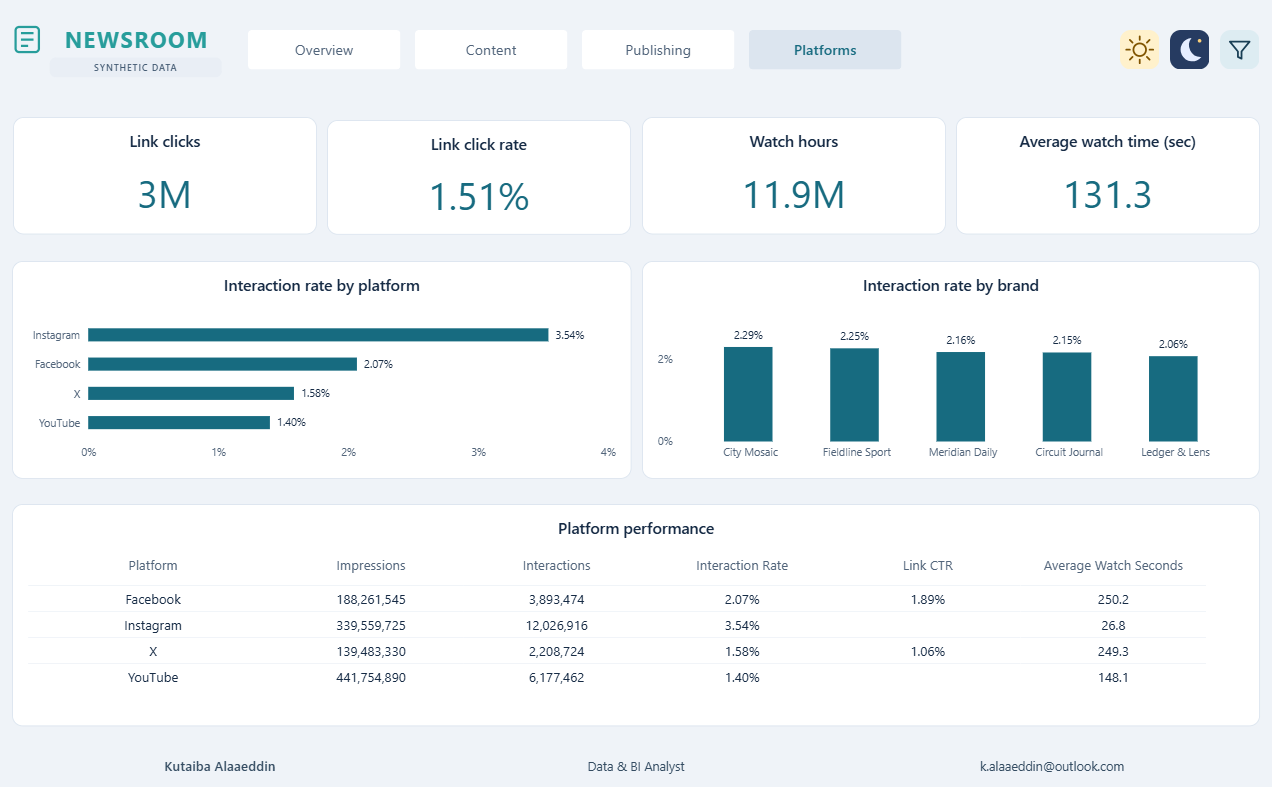 NEWSROOM
SYNTHETIC DATA
Overview
Content
Publishing
Platforms
Link clicks
3M
Link click rate
1.51%
Watch hours
11.9M
Average watch time (sec)
131.3
Interaction rate by platform
Instagram 3.54%
Facebook 2.07%
X 1.58%
YouTube 1.40%
0% 1% 2% 3% 4%
Interaction rate by brand
2.29% 2.25% 2.16% 2.15% 2.06%
2%
0%
City Mosaic Fieldline Sport Meridian Daily Circuit Journal Ledger & Lens
Platform performance
Platform Impressions Interactions Interaction Rate Link CTR Average Watch Seconds
Facebook 188,261,545 3,893,474 2.07% 1.89% 250.2
Instagram 339,559,725 12,026,916 3.54% 26.8
X 139,483,330 2,208,724 1.58% 1.06% 249.3
YouTube 441,754,890 6,177,462 1.40% 148.1
Kutaiba Alaaeddin Data & BI Analyst k.alaaeddin@outlook.com